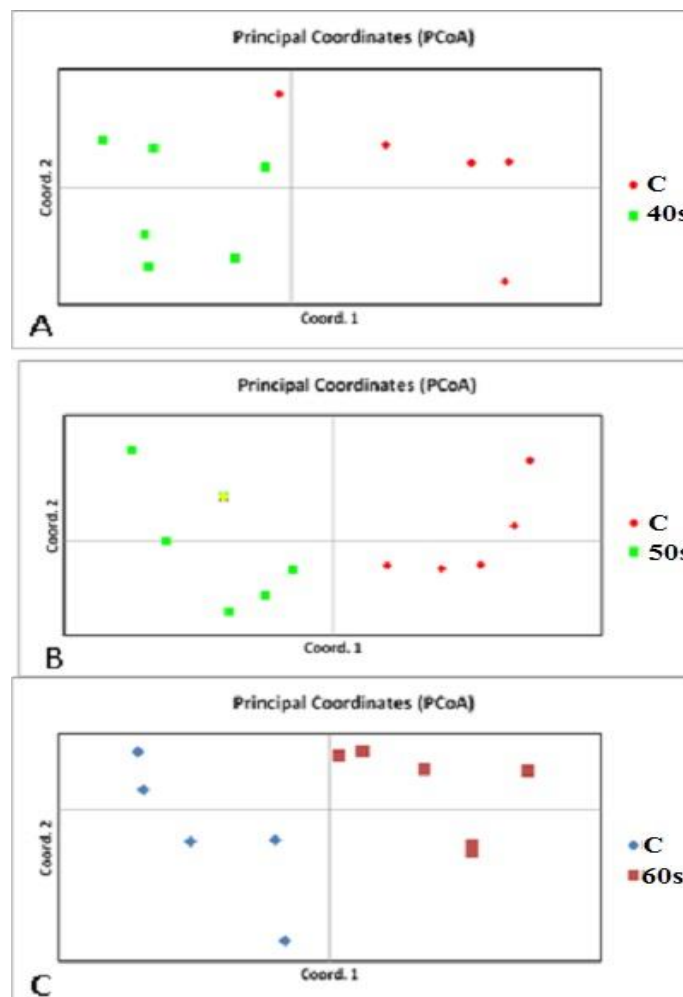 Principal Coordinates (PCoA)
Coord. 2
C
40s
Coord. 1
A
Principal Coordinates (PCoA)
Coord. 2
C
50s
Coord. 1
B
Principal Coordinates (PCoA)
Coord. 2
C
60s
Coord. 1
C